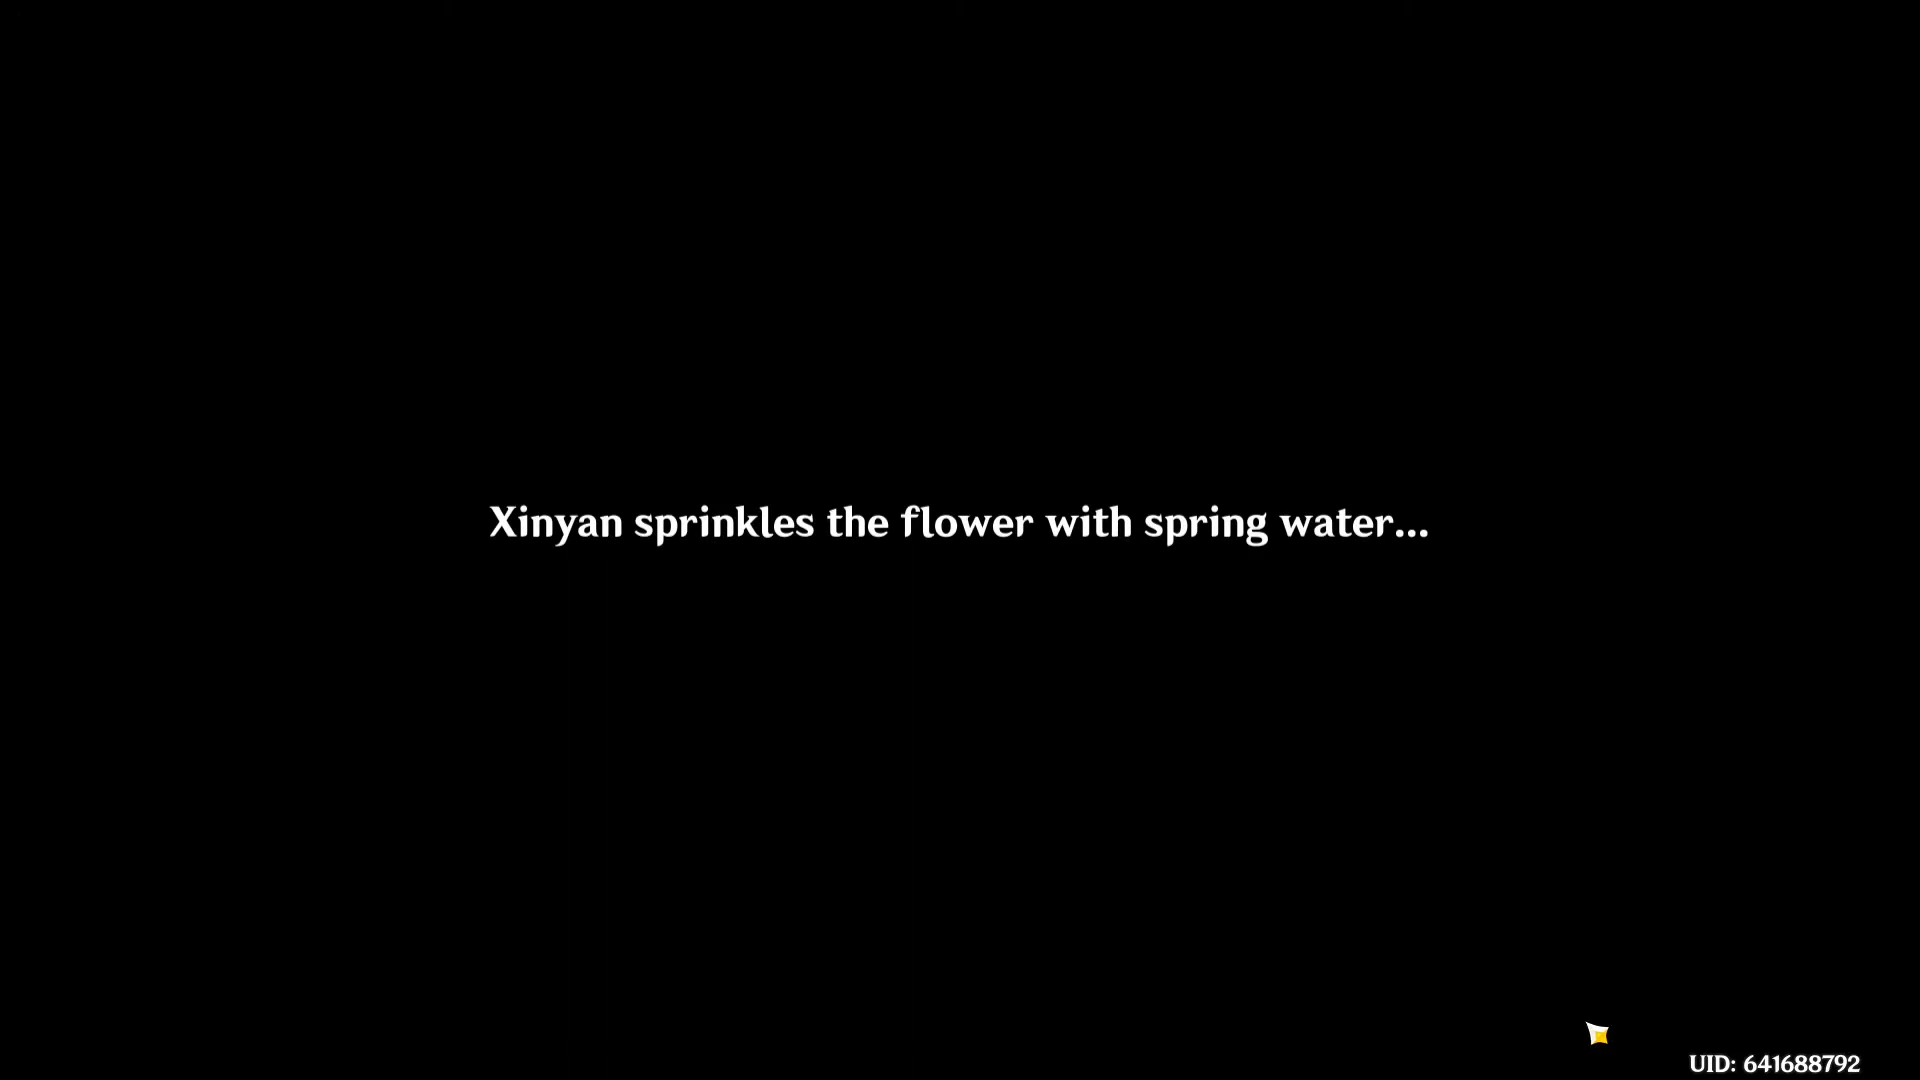 Xinyan sprinkles the flower with spring water...
UID: 641688792